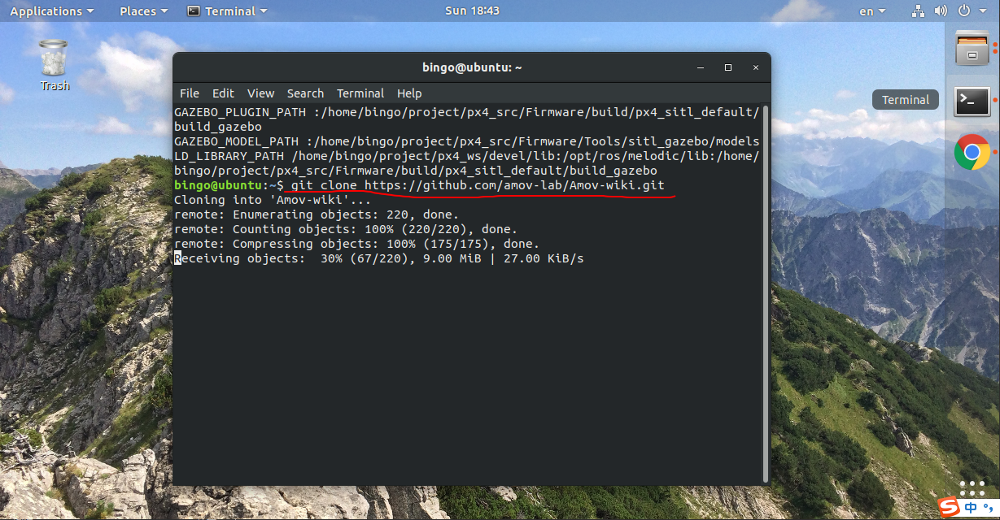 Applications Places Terminal Sun 18:43 en
Trash
bingo@ubuntu: ~
File Edit View Search Terminal Help
GAZEBO_PLUGIN_PATH :/home/bingo/project/px4_src/Firmware/build/px4_sitl_default/
build_gazebo
GAZEBO_MODEL_PATH :/home/bingo/project/px4_src/Firmware/Tools/sitl_gazebo/models
LD_LIBRARY_PATH /home/bingo/project/px4_ws/devel/lib:/opt/ros/melodic/lib:/home/
bingo/project/px4_src/Firmware/build/px4_sitl_default/build_gazebo
bingo@ubuntu:~$ git clone https://github.com/amov-lab/Amov-wiki.git
Cloning into 'Amov-wiki'...
remote: Enumerating objects: 220, done.
remote: Counting objects: 100% (220/220), done.
remote: Compressing objects: 100% (175/175), done.
Receiving objects:  30% (67/220), 9.00 MiB | 27.00 KiB/s
Terminal
S 中 °,